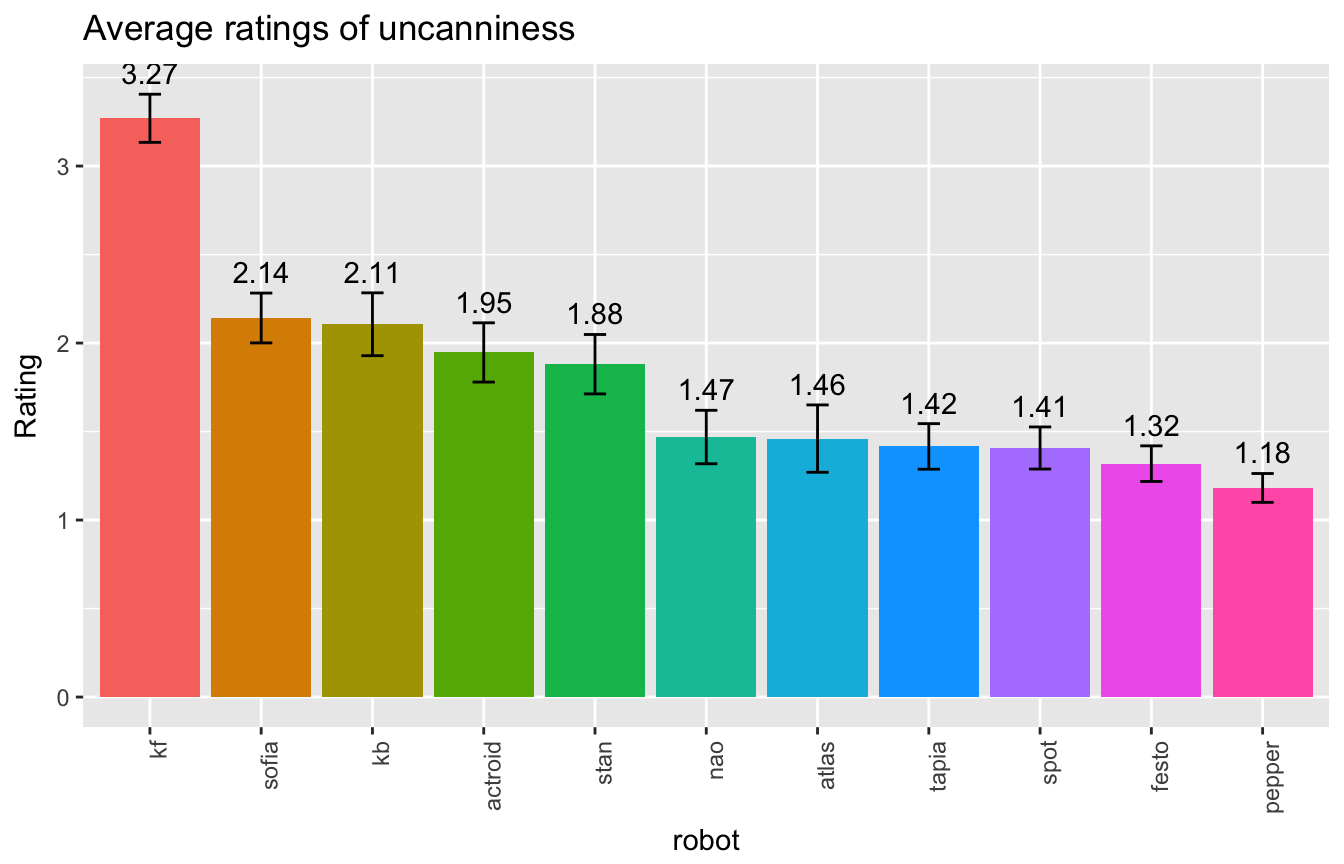 Average ratings of uncanniness
3.27
2.14
2.11
1.95
1.88
1.47
1.46
1.42
1.41
1.32
1.18
Rating
3
2
1
0
kf
sofia
kb
actroid
stan
nao
atlas
tapia
spot
festo
pepper
robot